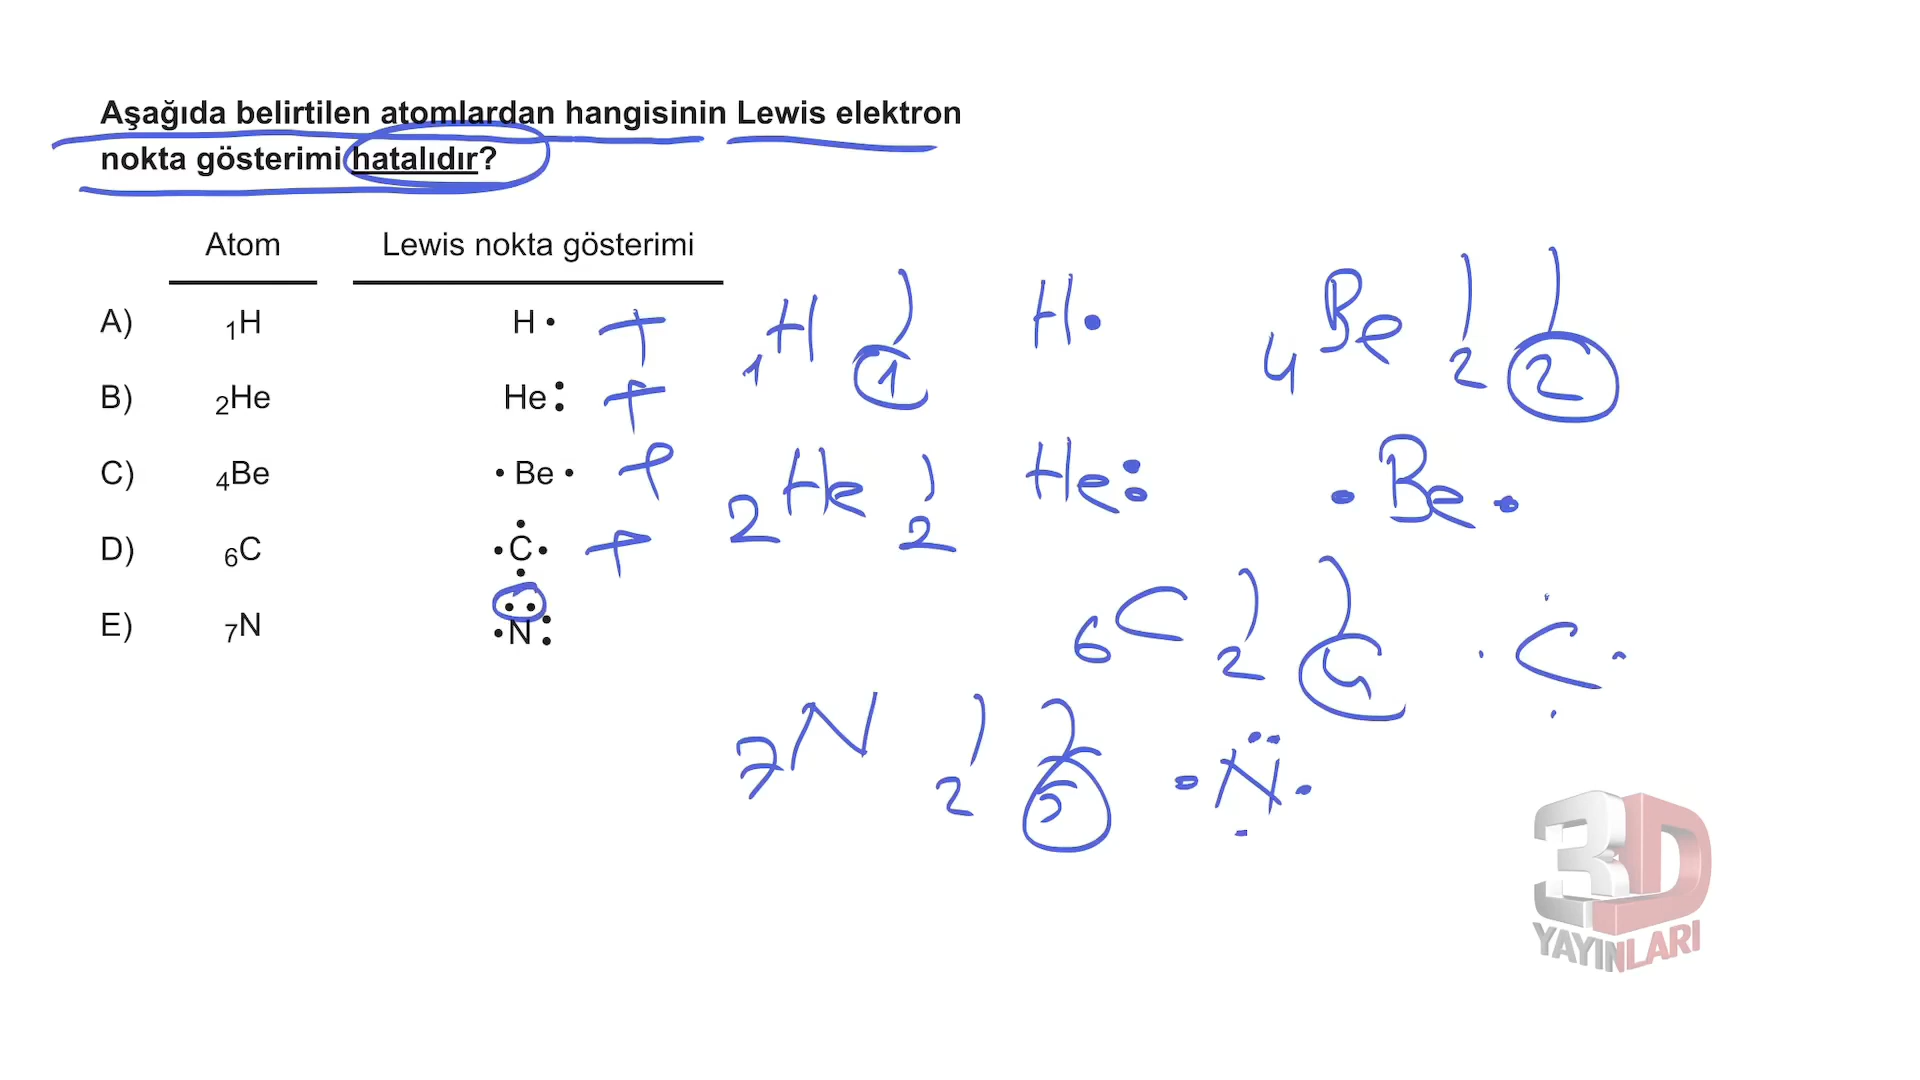 Aşağıda belirtilen atomlardan hangisinin Lewis elektron
nokta gösterimi hatalıdır?
Atom Lewis nokta gösterimi
A) ₁H H •
B) ₂He He :
C) ₄Be • Be •
D) ₆C • C •
E) ₇N • N :
₁H 1 H•
₄Be 2 2
₂He 2 He:
• Be •
₆C 2 4 · C ·
₇N 2 5 • N •
3D
YAYINLARI